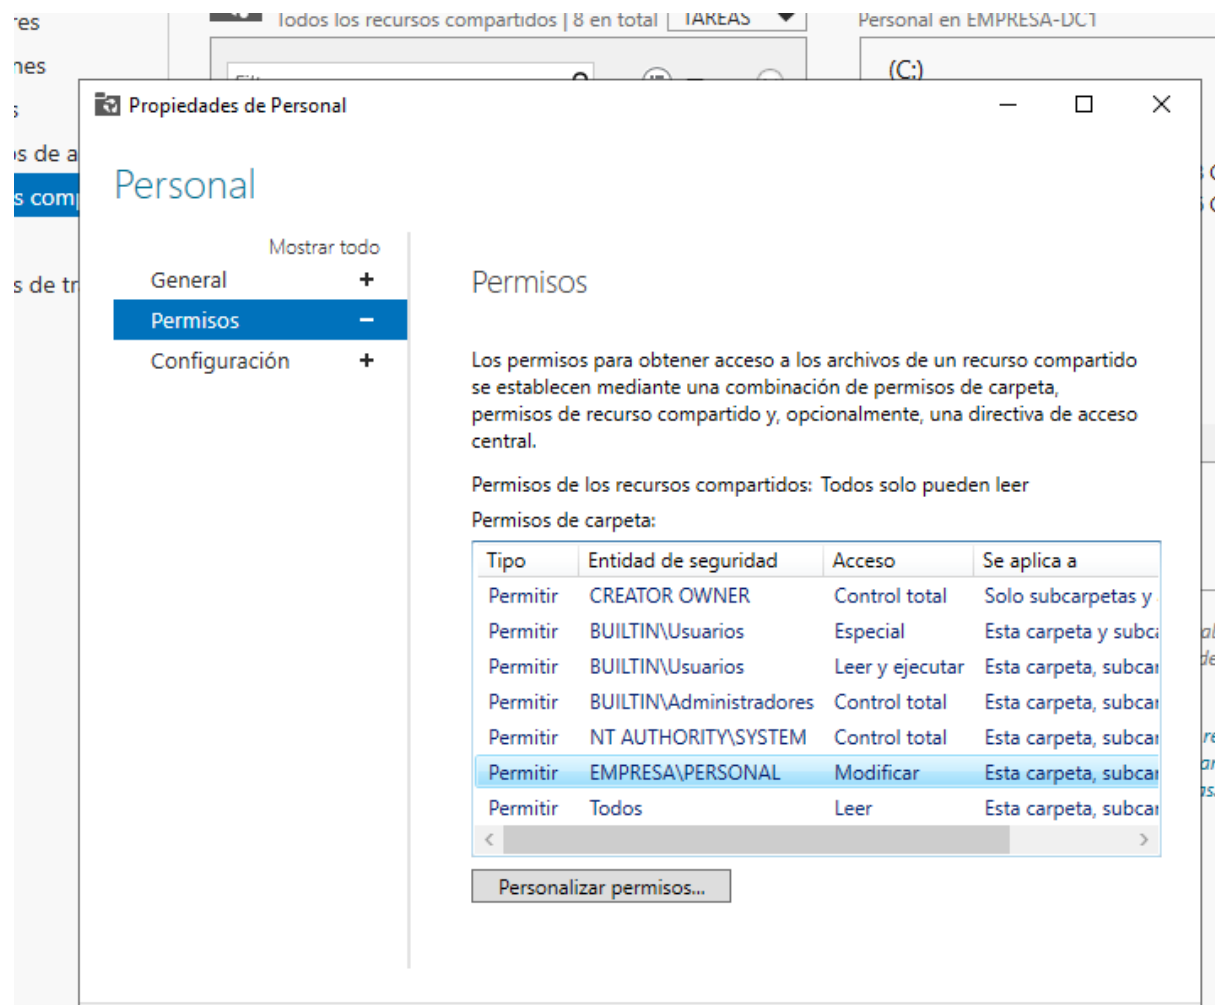 Todos los recursos compartidos | 8 en total
TAREAS
Personal en EMPRESA-DC1
(C:)
Propiedades de Personal
Personal
Mostrar todo
General +
Permisos −
Configuración +
Permisos
Los permisos para obtener acceso a los archivos de un recurso compartido
se establecen mediante una combinación de permisos de carpeta,
permisos de recurso compartido y, opcionalmente, una directiva de acceso
central.
Permisos de los recursos compartidos: Todos solo pueden leer
Permisos de carpeta:
Tipo Entidad de seguridad Acceso Se aplica a
Permitir CREATOR OWNER Control total Solo subcarpetas y
Permitir BUILTIN\Usuarios Especial Esta carpeta y subca
Permitir BUILTIN\Usuarios Leer y ejecutar Esta carpeta, subcar
Permitir BUILTIN\Administradores Control total Esta carpeta, subcar
Permitir NT AUTHORITY\SYSTEM Control total Esta carpeta, subcar
Permitir EMPRESA\PERSONAL Modificar Esta carpeta, subcar
Permitir Todos Leer Esta carpeta, subcar
Personalizar permisos...